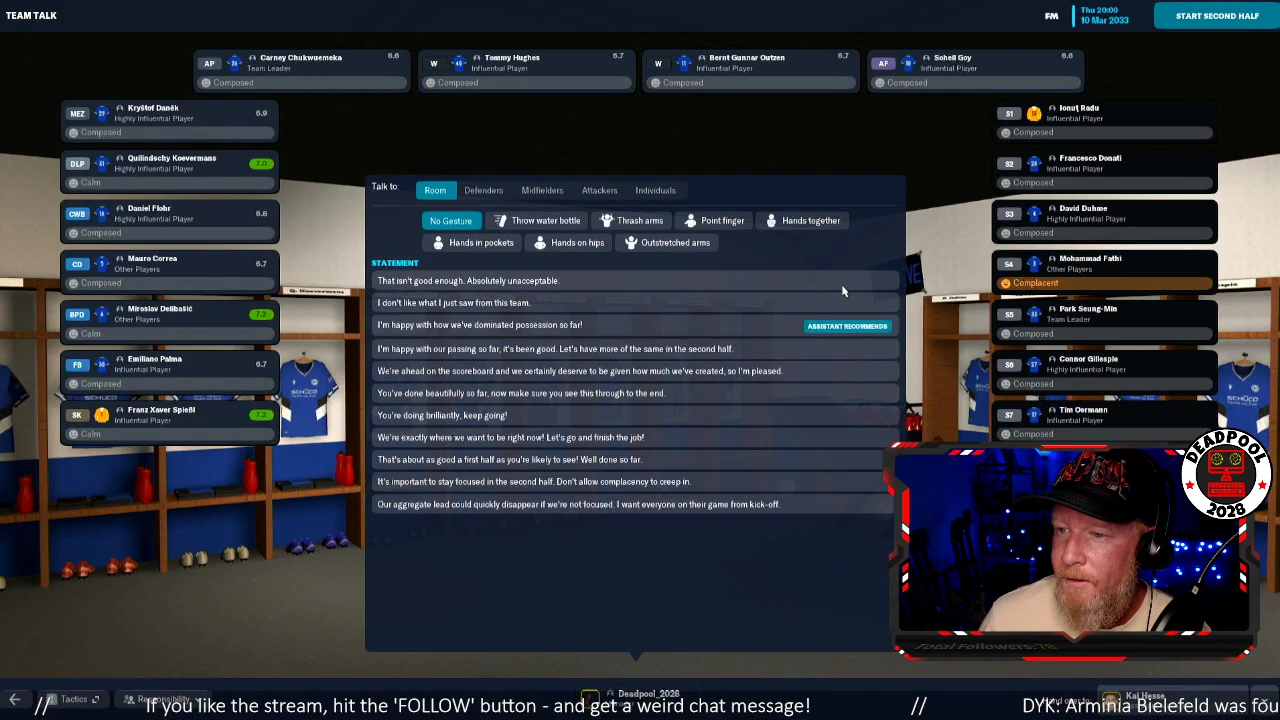 TEAM TALK
FM
Thu 20:00
10 Mar 2033
START SECOND HALF
AP
26
Carney Chukwuemeka
Team Leader
6.6
Composed
W
Tommy Hughes
Influential Player
6.7
Composed
W
11
Bernt Gunnar Outzen
Influential Player
6.7
Composed
AF
Soheil Goy
Influential Player
6.6
Composed
MEZ
Kryštof Daněk
Highly Influential Player
6.9
Composed
DLP
Quilindschy Koevermans
Highly Influential Player
7.0
Calm
CWB
Daniel Flohr
Highly Influential Player
6.8
Composed
CD
Mauro Correa
Other Players
6.7
Composed
BPD
Miroslav Delibašić
Other Players
7.2
Calm
FB
Emiliano Palma
Influential Player
6.7
Composed
SK
Franz Xaver Spießl
Influential Player
7.2
Calm
Talk to:
Room
Defenders
Midfielders
Attackers
Individuals
No Gesture
Throw water bottle
Thrash arms
Point finger
Hands together
Hands in pockets
Hands on hips
Outstretched arms
STATEMENT
That isn't good enough. Absolutely unacceptable.
I don't like what I just saw from this team.
I'm happy with how we've dominated possession so far!
ASSISTANT RECOMMENDS
I'm happy with our passing so far, it's been good. Let's have more of the same in the second half.
We're ahead on the scoreboard and we certainly deserve to be given how much we've created, so I'm pleased.
You've done beautifully so far, now make sure you see this through to the end.
You're doing brilliantly, keep going!
We're exactly where we want to be right now! Let's go and finish the job!
That's about as good a first half as you're likely to see! Well done so far.
It's important to stay focused in the second half. Don't allow complacency to creep in.
Our aggregate lead could quickly disappear if we're not focused. I want everyone on their game from kick-off.
S1
Ionuț Radu
Influential Player
Composed
S2
Francesco Donati
Influential Player
Composed
S3
David Duhme
Highly Influential Player
Composed
S4
Mohammad Fathi
Other Players
Complacent
S5
Park Seung-Min
Team Leader
Composed
S6
Connor Gillespie
Highly Influential Player
Composed
S7
Tim Oermann
Influential Player
Composed
SCHÜCO
SCHÜCO
DEADPOOL
2028
Total Followers:
Tactics
Responsibility
Deadpool_2028
Kai Hesse
// If you like the stream, hit the 'FOLLOW' button - and get a weird chat message! // DYK: Arminia Bielefeld was fou